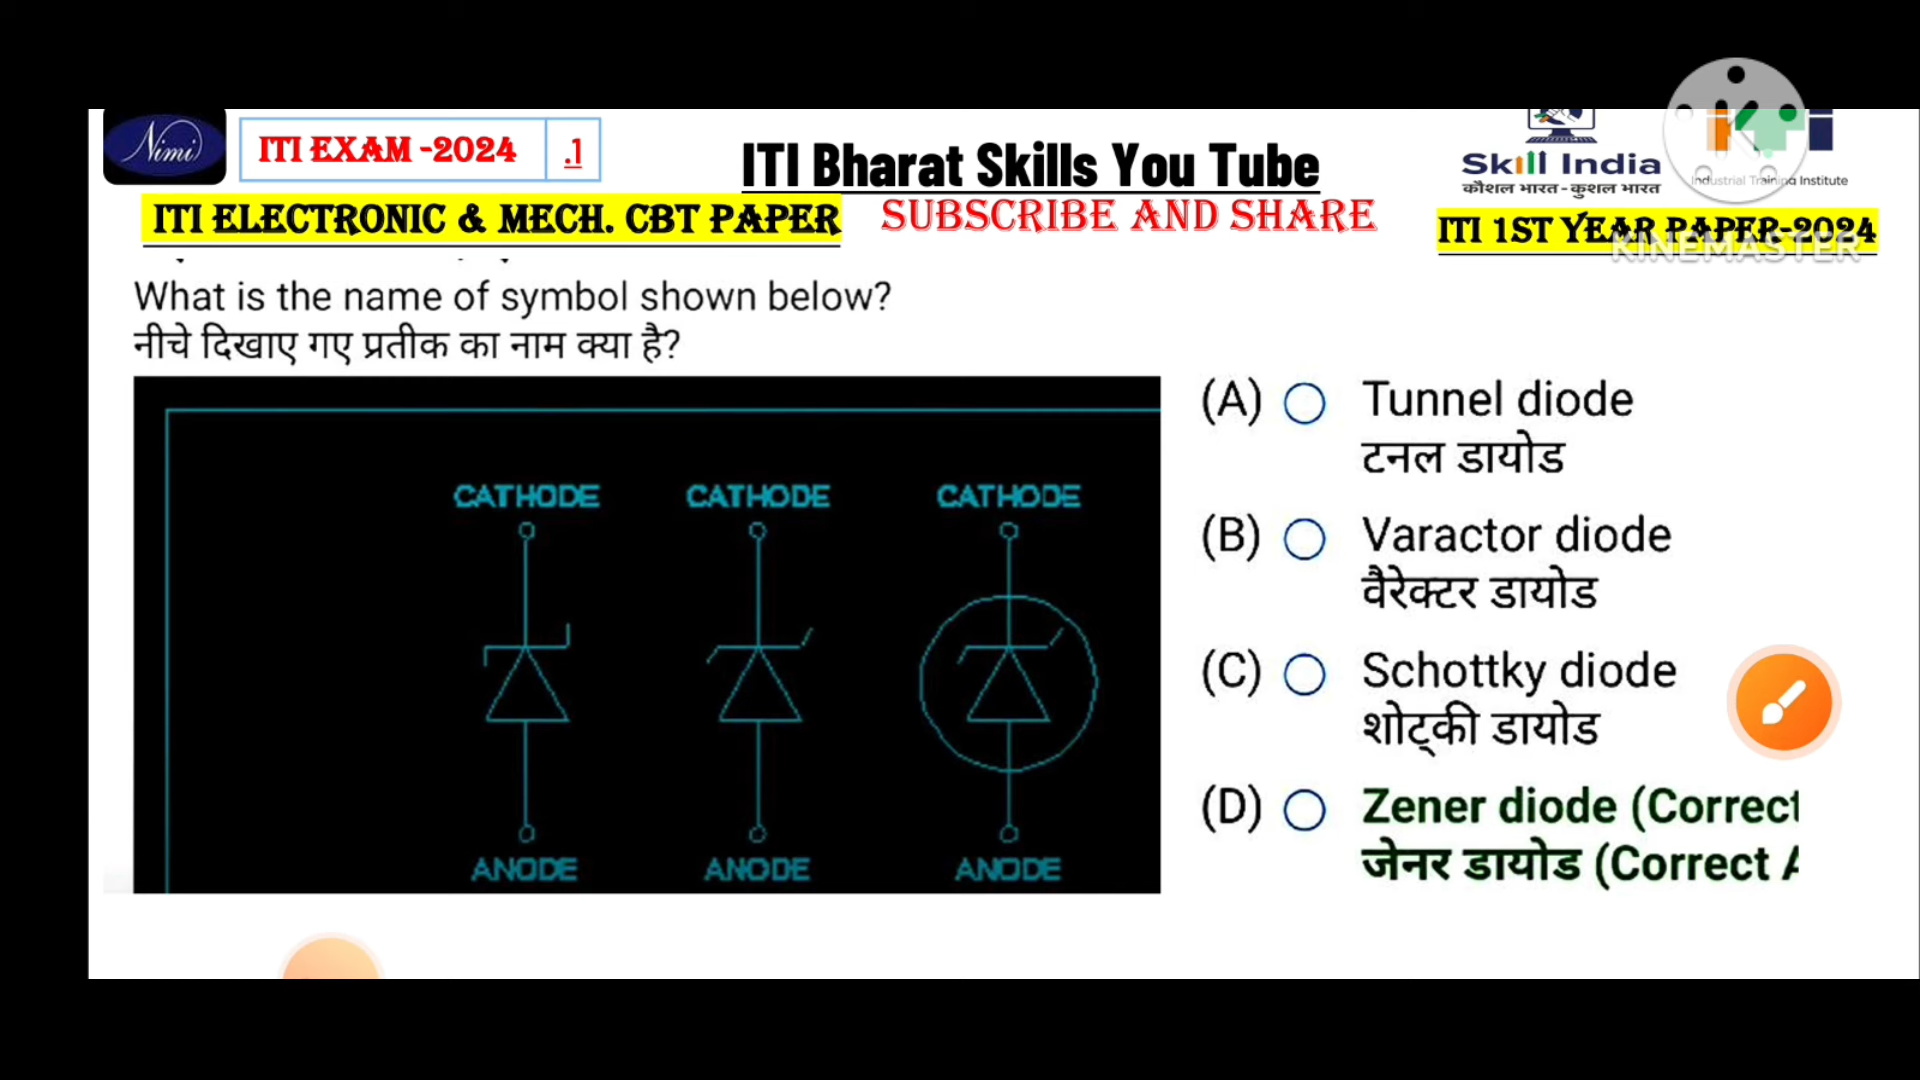 Nimi
ITI EXAM -2024 .1
ITI Bharat Skills You Tube
Skill India
कौशल भारत - कुशल भारत
Industrial Training Institute
ITI ELECTRONIC & MECH. CBT PAPER
SUBSCRIBE AND SHARE
ITI 1ST YEAR PAPER-2024
KINEMASTER
What is the name of symbol shown below?
नीचे दिखाए गए प्रतीक का नाम क्या है?
CATHODE CATHODE CATHODE
ANODE ANODE ANODE
(A) Tunnel diode
टनल डायोड
(B) Varactor diode
वैरेक्टर डायोड
(C) Schottky diode
शोट्की डायोड
(D) Zener diode (Correct
जेनर डायोड (Correct A